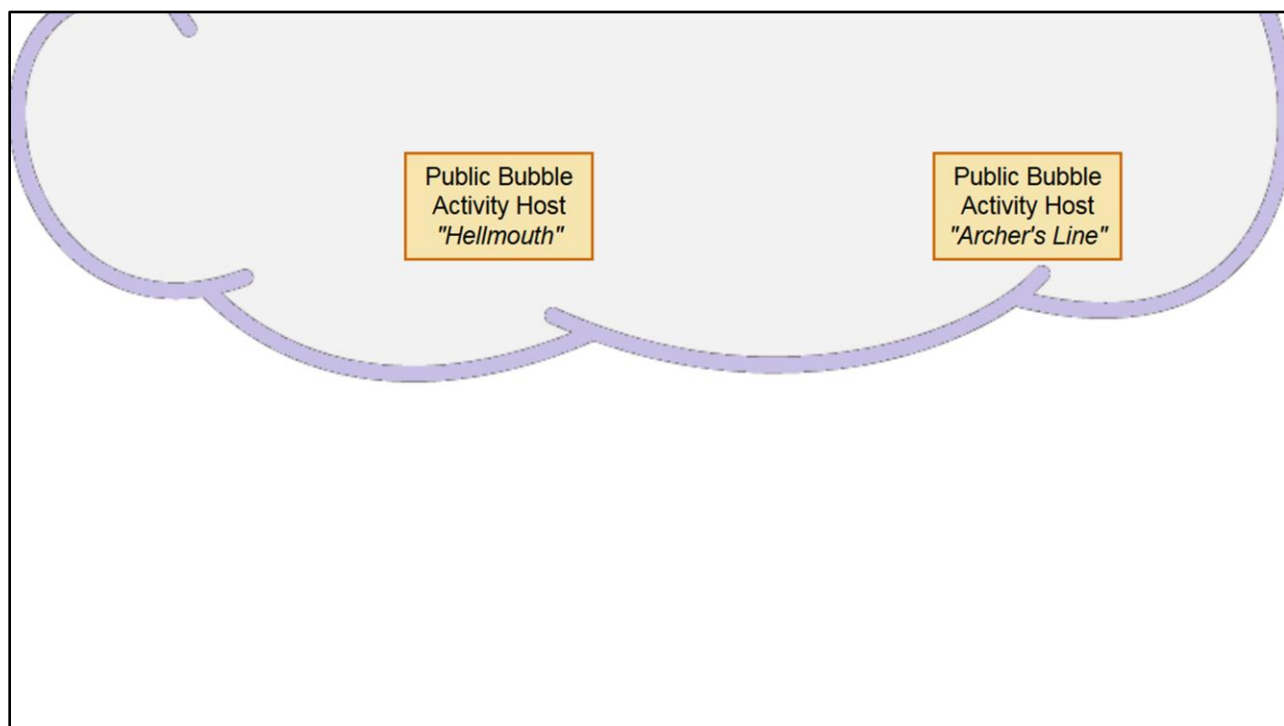 Public Bubble
Activity Host
"Hellmouth"
Public Bubble
Activity Host
"Archer's Line"